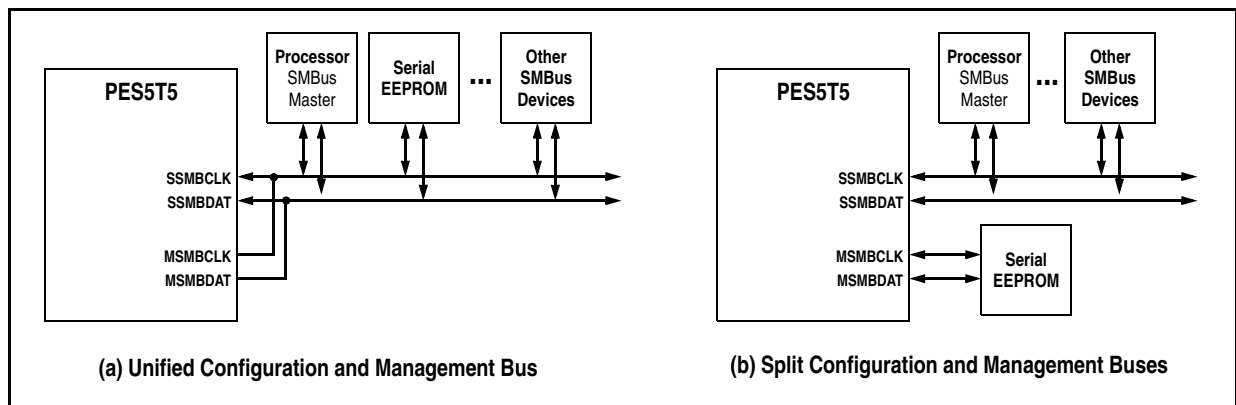 PES5T5
Processor
SMBus
Master
Serial
EEPROM
...
Other
SMBus
Devices
SSMBCLK
SSMBDAT
MSMBCLK
MSMBDAT
(a) Unified Configuration and Management Bus
PES5T5
Processor
SMBus
Master
...
Other
SMBus
Devices
SSMBCLK
SSMBDAT
MSMBCLK
MSMBDAT
Serial
EEPROM
(b) Split Configuration and Management Buses